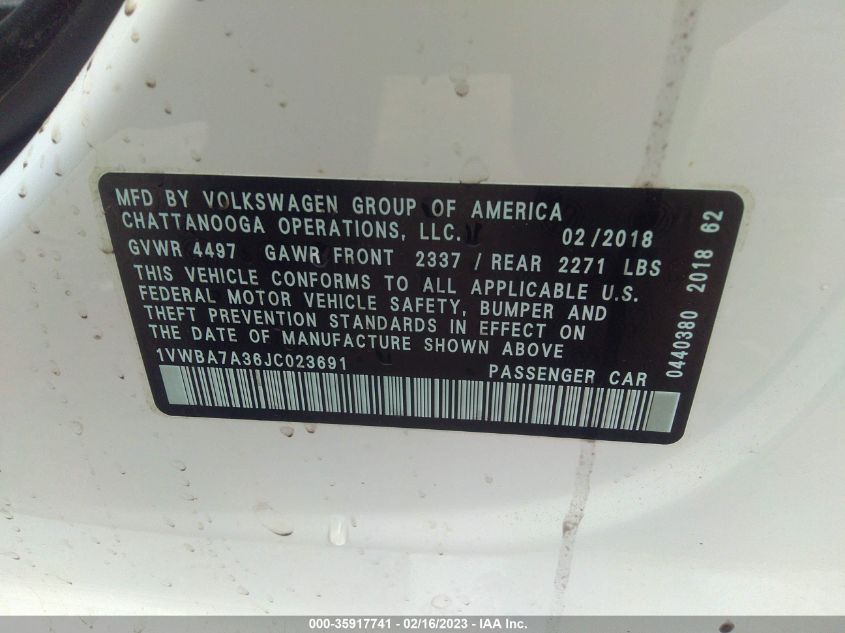 MFD BY VOLKSWAGEN GROUP OF AMERICA
CHATTANOOGA OPERATIONS, LLC. 02/2018
GVWR 4497 GAWR FRONT 2337 / REAR 2271 LBS
THIS VEHICLE CONFORMS TO ALL APPLICABLE U.S.
FEDERAL MOTOR VEHICLE SAFETY, BUMPER AND
THEFT PREVENTION STANDARDS IN EFFECT ON
THE DATE OF MANUFACTURE SHOWN ABOVE
1VWBA7A36JC023691 PASSENGER CAR
0440380 2018 62
000-35917741 - 02/16/2023 - IAA Inc.